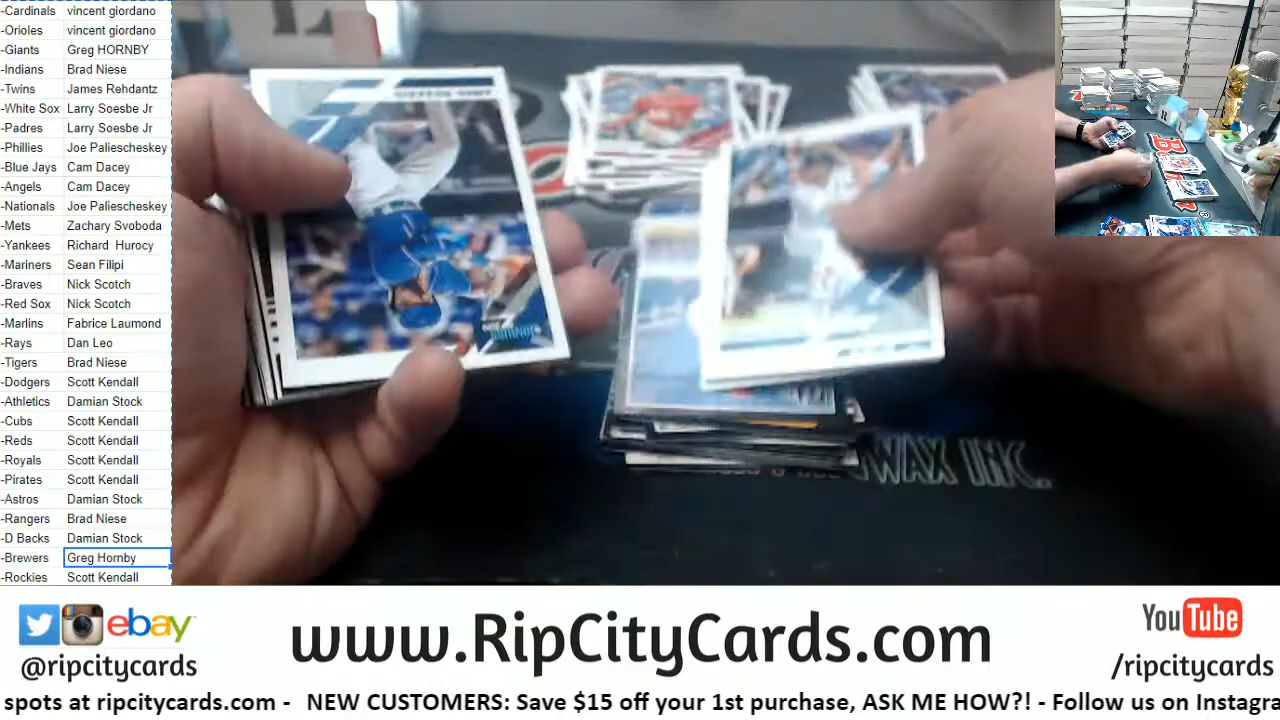 -Cardinals vincent giordano
-Orioles vincent giordano
-Giants Greg HORNBY
-Indians Brad Niese
-Twins James Rehdantz
-White Sox Larry Soesbe Jr
-Padres Larry Soesbe Jr
-Phillies Joe Paliescheskey
-Blue Jays Cam Dacey
-Angels Cam Dacey
-Nationals Joe Palieschoskey
-Mets Zachary Svoboda
-Yankees Richard Hurocy
-Mariners Sean Filipi
-Braves Nick Scotch
-Red Sox Nick Scotch
-Marlins Fabrice Laumond
-Rays Dan Leo
-Tigers Brad Niese
-Dodgers Scott Kendall
-Athletics Damian Stock
-Cubs Scott Kendall
-Reds Scott Kendall
-Royals Scott Kendall
-Pirates Scott Kendall
-Astros Damian Stock
-Rangers Brad Niese
-D Backs Damian Stock
-Brewers Greg Hornby
-Rockies Scott Kendall
WAX INC.
ebay
@ripcitycards
www.RipCityCards.com
YouTube
/ripcitycards
spots at ripcitycards.com - NEW CUSTOMERS: Save $15 off your 1st purchase, ASK ME HOW?! - Follow us on Instagra